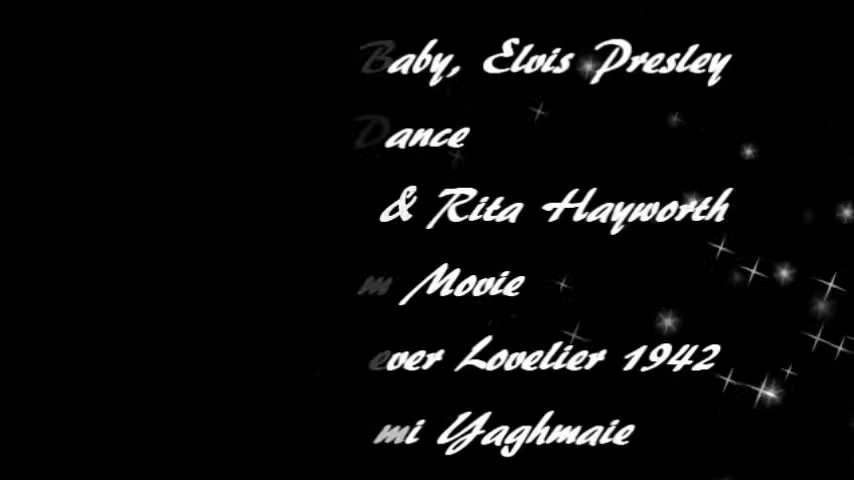 Baby, Elvis Presley
Dance
& Rita Hayworth
m Movie
ever Lovelier 1942
mi Yaghmaie